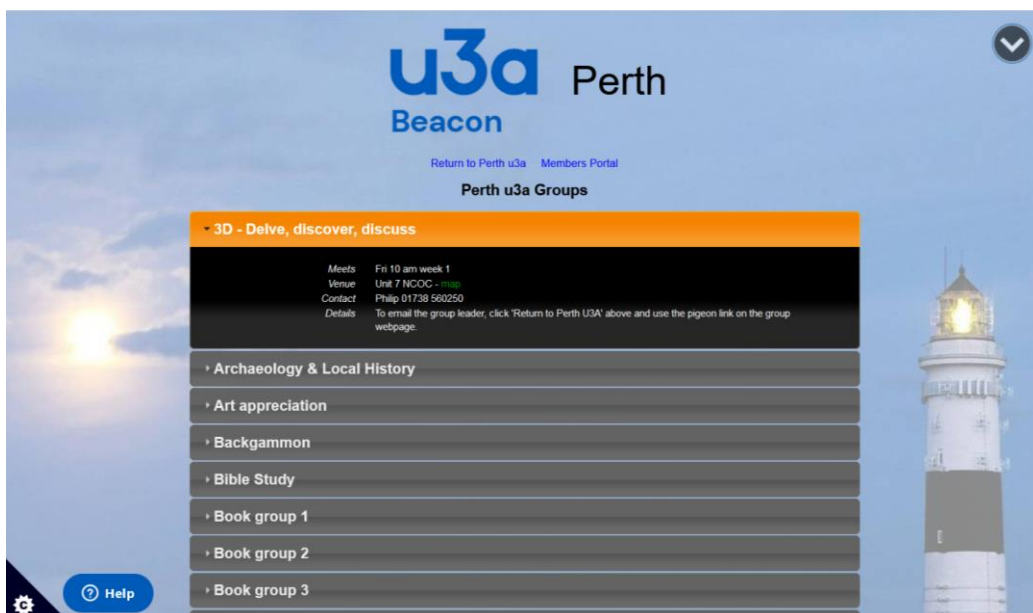 u3a Perth
Beacon
Return to Perth u3a Members Portal
Perth u3a Groups
3D - Delve, discover, discuss
Meets Fri 10 am week 1
Venue Unit 7 NCOC - map
Contact Philip 01738 560250
Details To email the group leader, click 'Return to Perth U3A' above and use the pigeon link on the group
webpage.
Archaeology & Local History
Art appreciation
Backgammon
Bible Study
Book group 1
Book group 2
Book group 3
Help